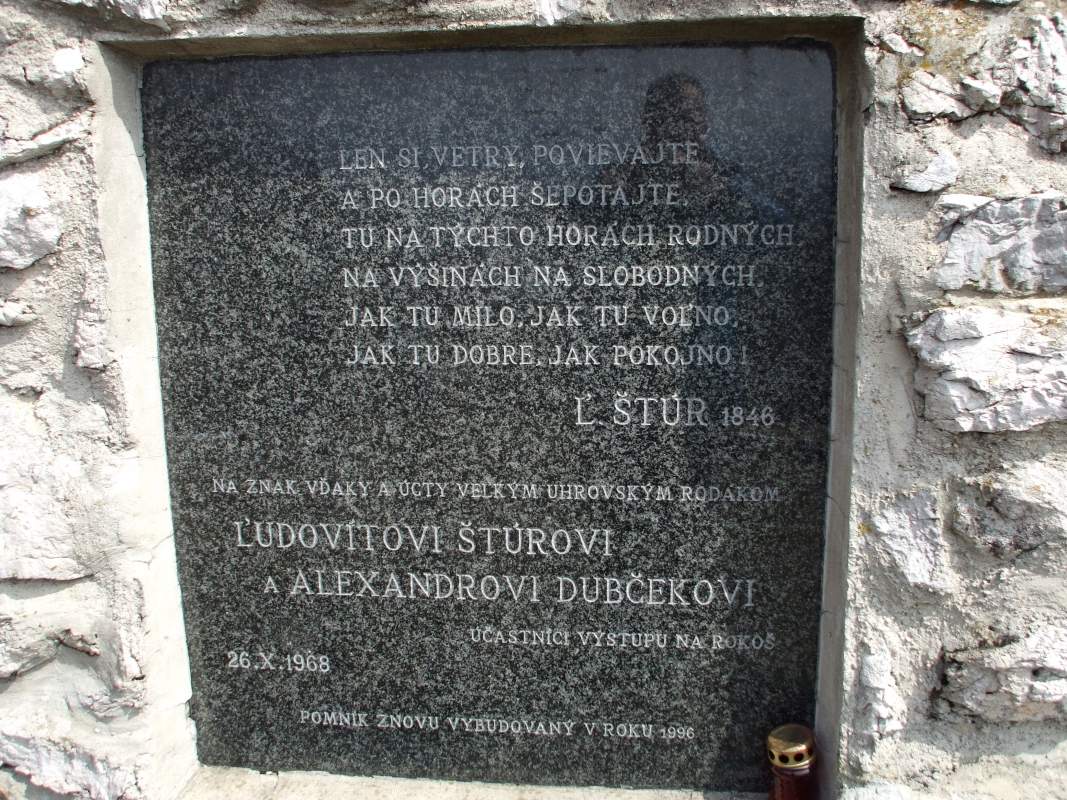 LEN SI, VETRY, POVIEVAJTE
A PO HORÁCH ŠEPOTAJTE,
TU NA TÝCHTO HORÁCH RODNÝCH,
NA VÝŠINÁCH NA SLOBODNÝCH,
JAK TU MILO, JAK TU VOĽNO,
JAK TU DOBRE, JAK POKOJNO !
Ľ. ŠTÚR 1846
NA ZNAK VĎAKY A ÚCTY VEĽKÝM UHROVSKÝM RODÁKOM
ĽUDOVÍTOVI ŠTÚROVI
A ALEXANDROVI DUBČEKOVI
ÚČASTNÍCI VÝSTUPU NA ROKOŠ
26.X.1968
POMNÍK ZNOVU VYBUDOVANÝ V ROKU 1996